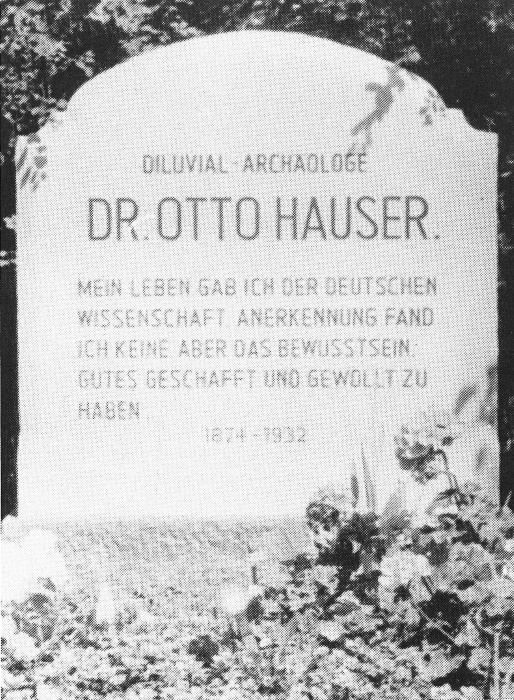 DILUVIAL-ARCHÄOLOGE
DR. OTTO HAUSER.
MEIN LEBEN GAB ICH DER DEUTSCHEN
WISSENSCHAFT. ANERKENNUNG FAND
ICH KEINE ABER DAS BEWUSSTSEIN,
GUTES GESCHAFFT UND GEWOLLT ZU
HABEN
1874-1932